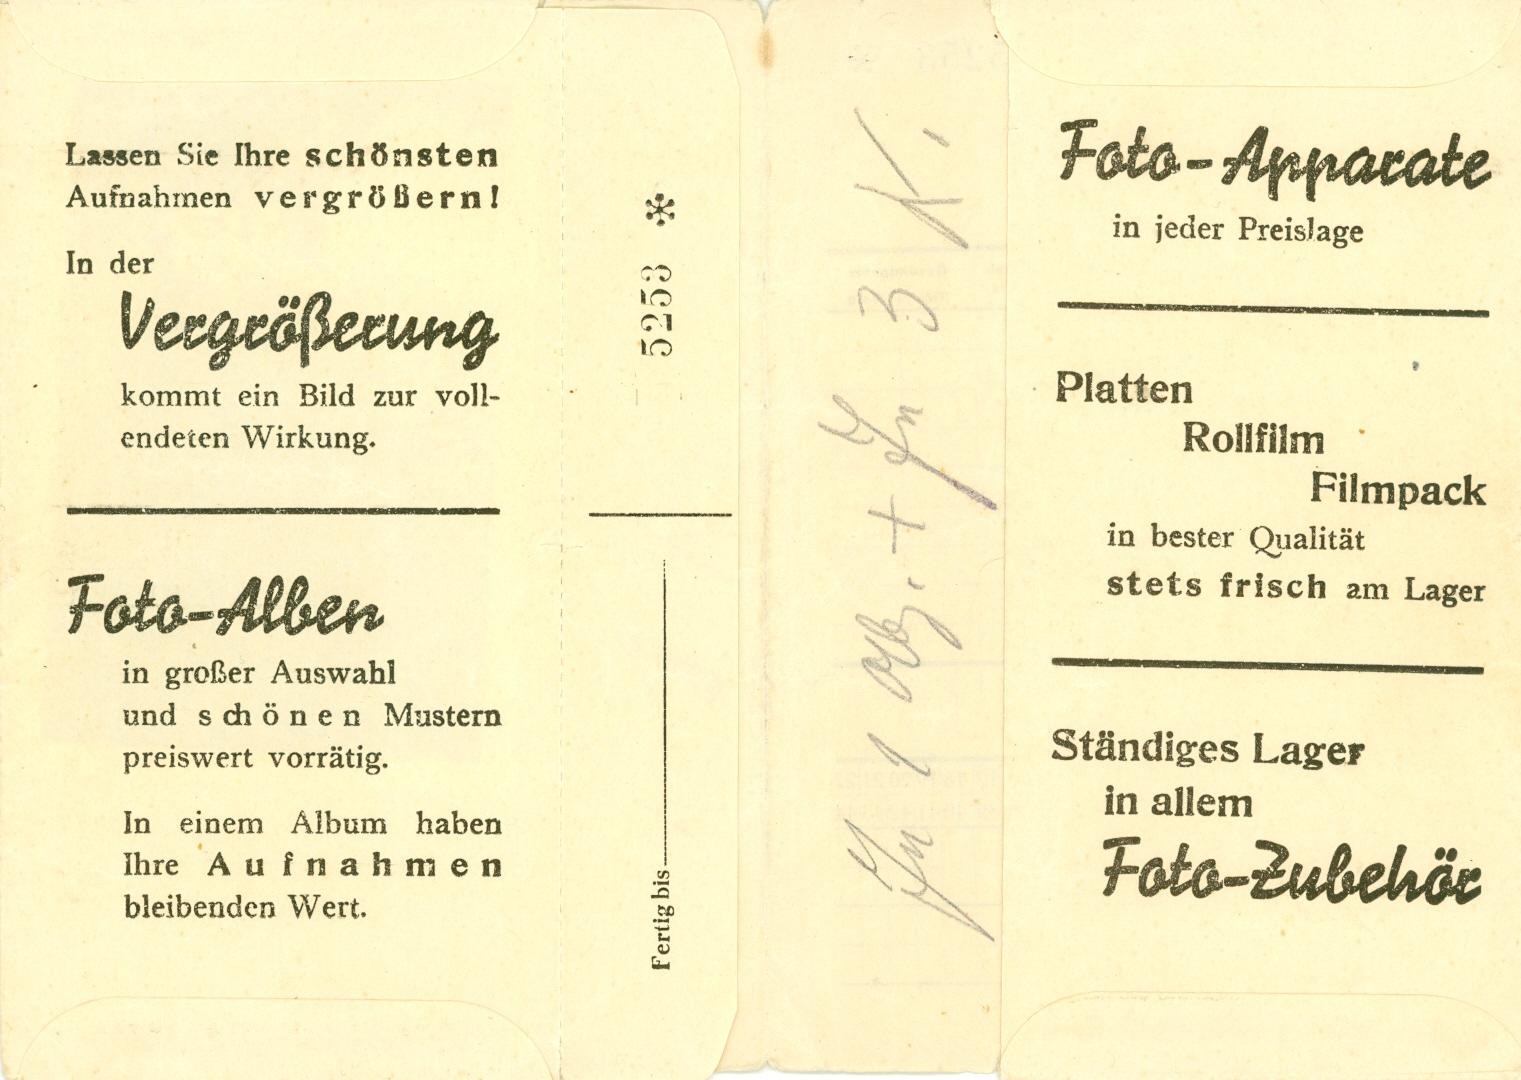 Lassen Sie Ihre schönsten
Aufnahmen vergrößern!
In der
Vergrößerung
kommt ein Bild zur voll-
endeten Wirkung.
Foto-Alben
in großer Auswahl
und schönen Mustern
preiswert vorrätig.
In einem Album haben
Ihre Aufnahmen
bleibenden Wert.
5253 *
Fertig bis
3 K.
Foto-Apparate
in jeder Preislage
Platten
Rollfilm
Filmpack
in bester Qualität
stets frisch am Lager
Ständiges Lager
in allem
Foto-Zubehör